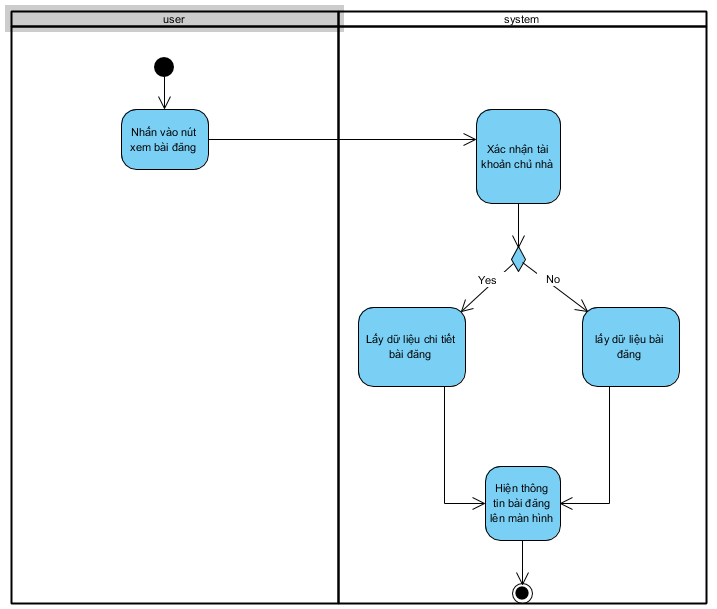 user
system
Nhấn vào nút
xem bài đăng
Xác nhận tài
khoản chủ nhà
Yes
No
Lấy dữ liệu chi tiết
bài đăng
lấy dữ liệu bài
đăng
Hiện thông
tin bài đăng
lên màn hình